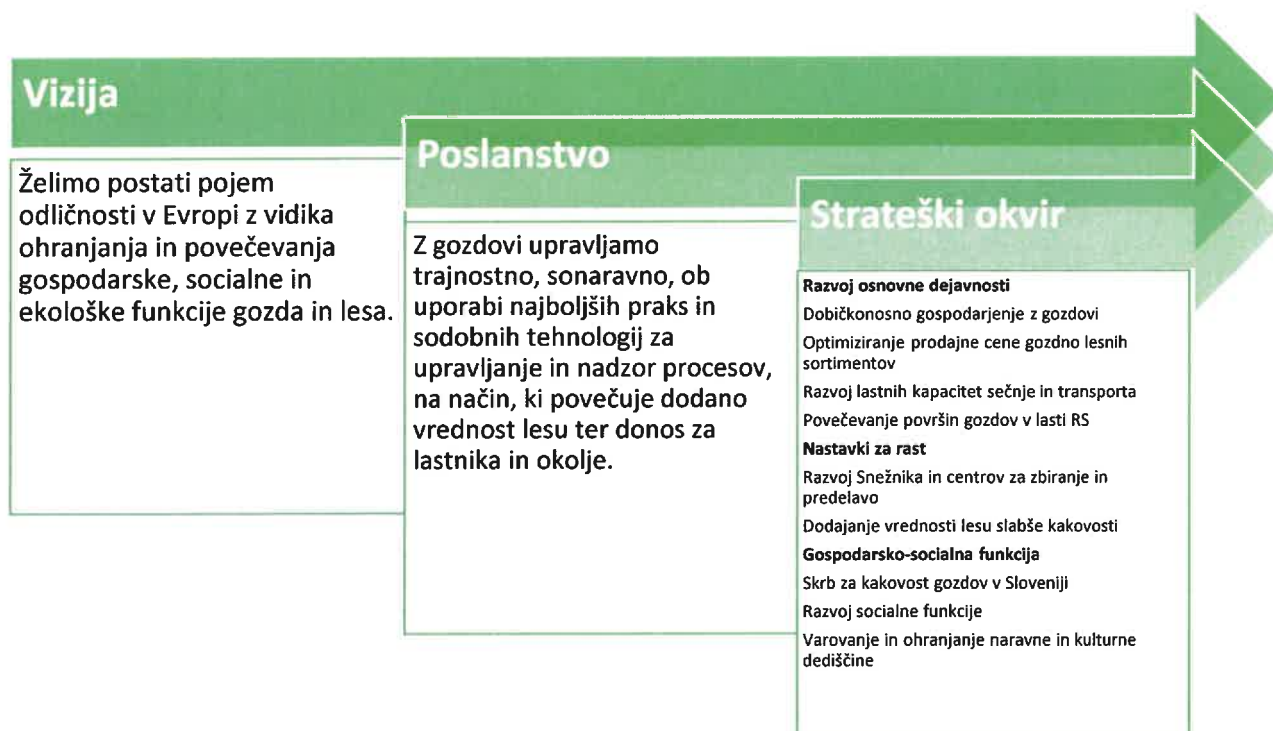 Vizija
Želimo postati pojem
odličnosti v Evropi z vidika
ohranjanja in povečevanja
gospodarske, socialne in
ekološke funkcije gozda in lesa.
Poslanstvo
Z gozdovi upravljamo
trajnostno, sonaravno, ob
uporabi najboljših praks in
sodobnih tehnologij za
upravljanje in nadzor procesov,
na način, ki povečuje dodano
vrednost lesu ter donos za
lastnika in okolje.
Strateški okvir
Razvoj osnovne dejavnosti
Dobičkonosno gospodarjenje z gozdovi
Optimiziranje prodajne cene gozdno lesnih
sortimentov
Razvoj lastnih kapacitet sečnje in transporta
Povečevanje površin gozdov v lasti RS
Nastavki za rast
Razvoj Snežnika in centrov za zbiranje in
predelavo
Dodajanje vrednosti lesu slabše kakovosti
Gospodarsko-socialna funkcija
Skrb za kakovost gozdov v Sloveniji
Razvoj socialne funkcije
Varovanje in ohranjanje naravne in kulturne
dediščine